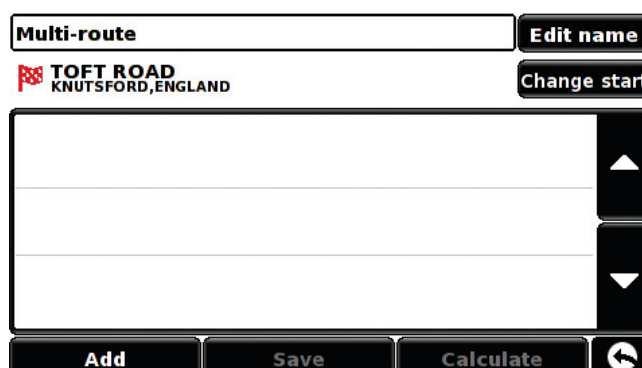 Multi-route
Edit name
TOFT ROAD
KNUTSFORD,ENGLAND
Change start
Add
Save
Calculate